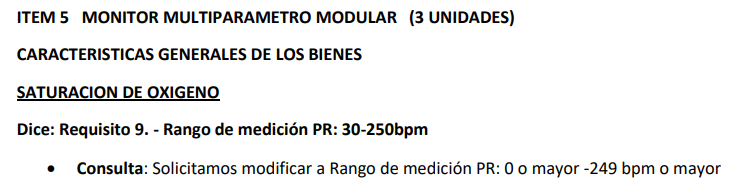 ITEM 5 MONITOR MULTIPARAMETRO MODULAR (3 UNIDADES)
CARACTERISTICAS GENERALES DE LOS BIENES
SATURACION DE OXIGENO
Dice: Requisito 9. - Rango de medición PR: 30-250bpm
• Consulta: Solicitamos modificar a Rango de medición PR: 0 o mayor -249 bpm o mayor